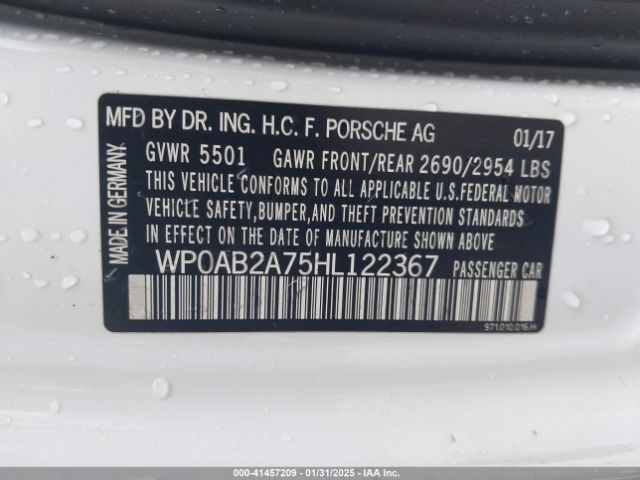 MFD BY DR. ING. H.C. F. PORSCHE AG 01/17
GVWR 5501 GAWR FRONT/REAR 2690/2954 LBS
THIS VEHICLE CONFORMS TO ALL APPLICABLE U.S.FEDERAL MOTOR
VEHICLE SAFETY,BUMPER,AND THEFT PREVENTION STANDARDS
IN EFFECT ON THE DATE OF MANUFACTURE SHOWN ABOVE
WP0AB2A75HL122367 PASSENGER CAR
MADE IN GERMANY
971.010.016.H
000-41457209 - 01/31/2025 - IAAI.COM